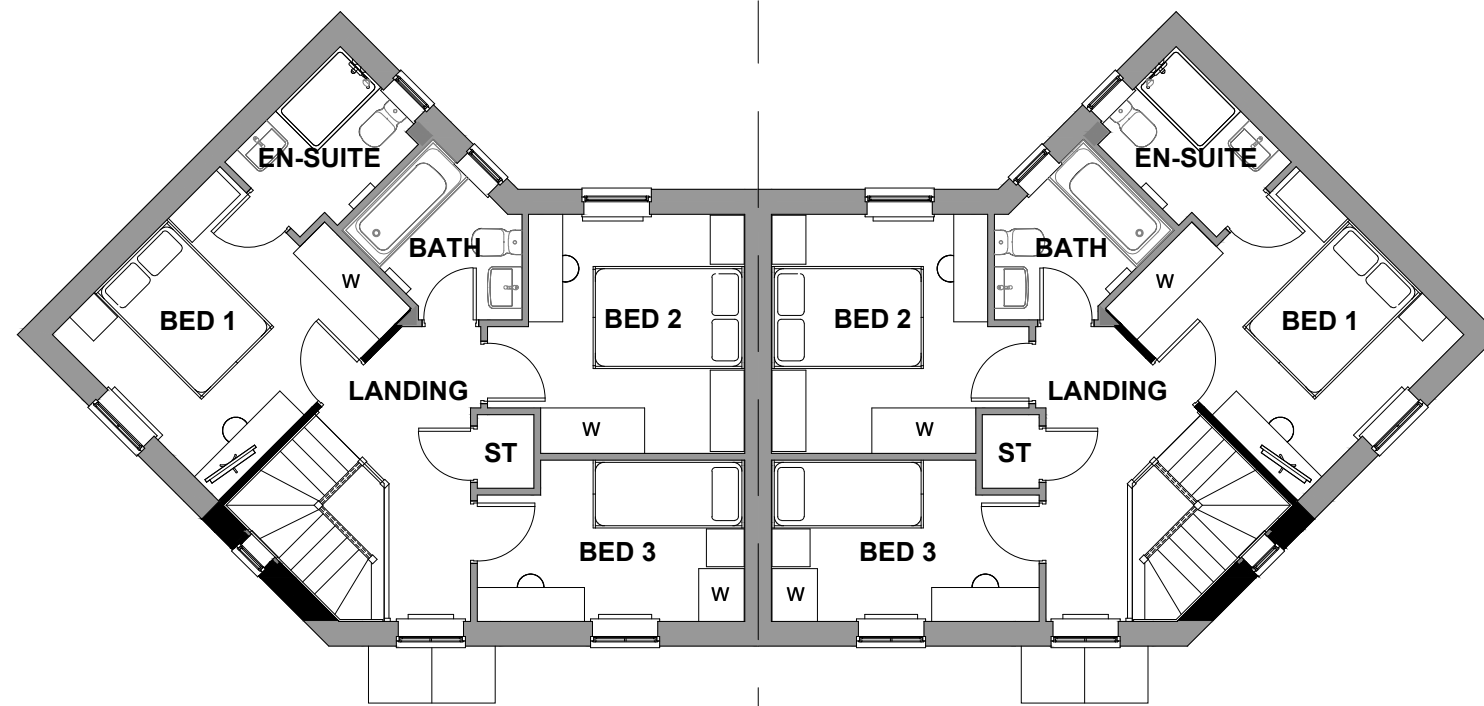 EN-SUITE
EN-SUITE
BATH
BATH
W
W
BED 1
BED 2
BED 2
BED 1
LANDING
LANDING
W
W
ST
ST
BED 3
BED 3
W
W